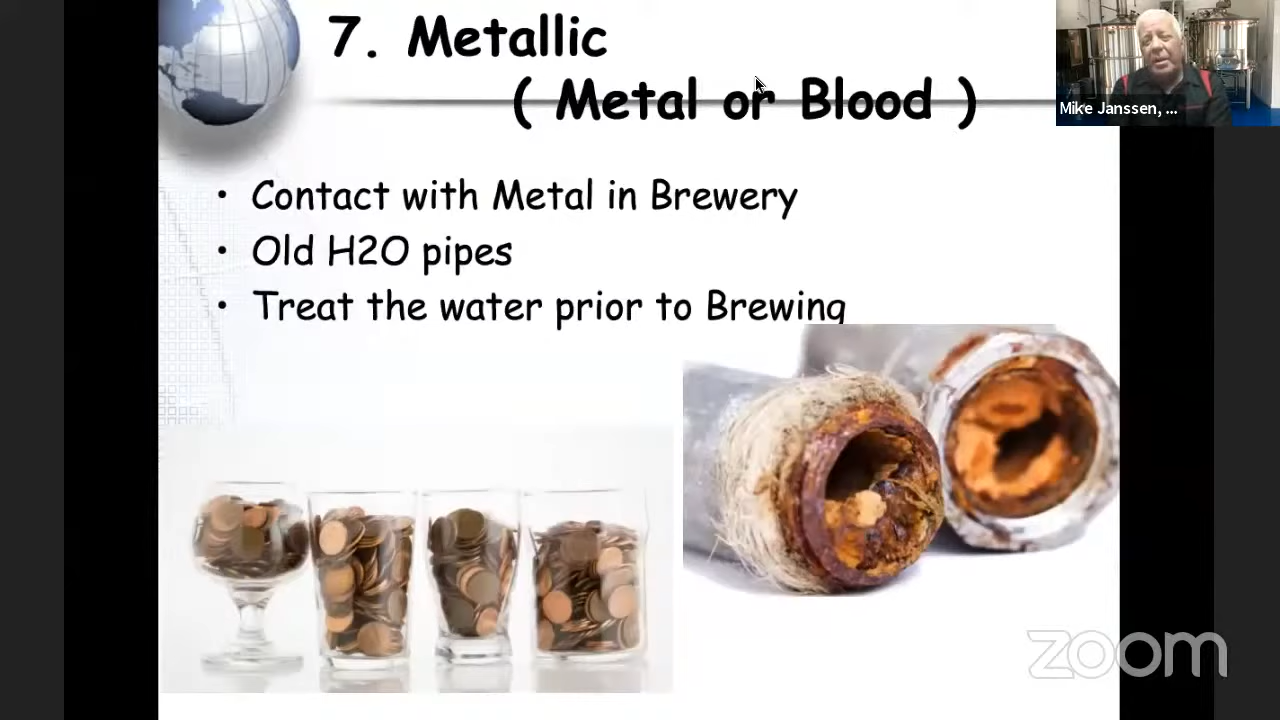 7. Metallic
( Metal or Blood )
Mike Janssen, ...
• Contact with Metal in Brewery
• Old H2O pipes
• Treat the water prior to Brewing
zoom